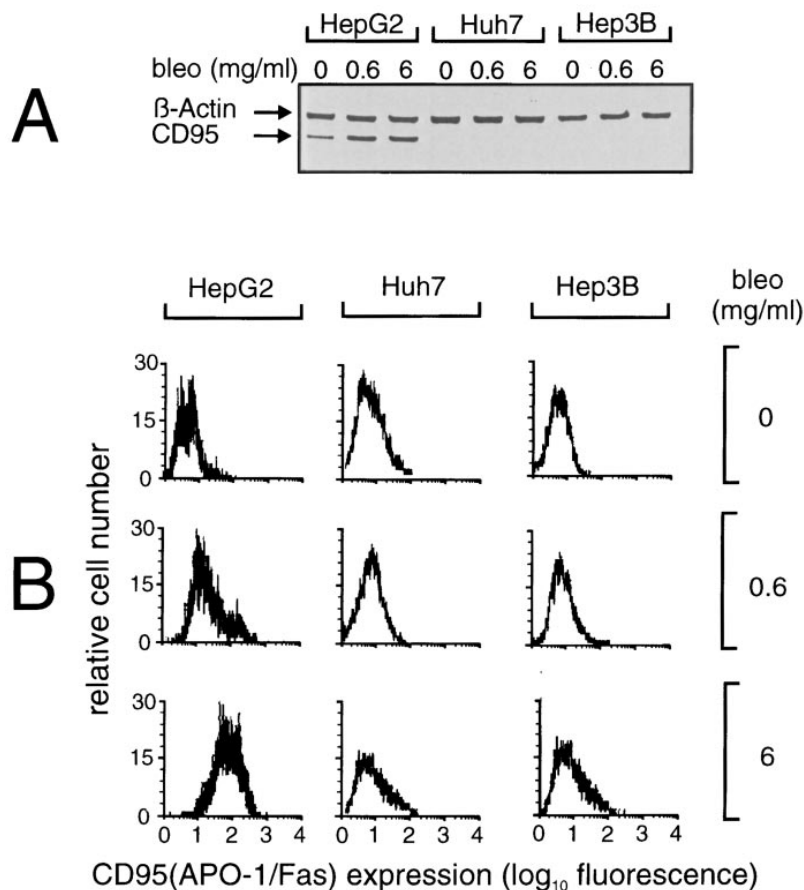 HepG2 Huh7 Hep3B
bleo (mg/ml) 0 0.6 6 0 0.6 6 0 0.6 6
A
ß-Actin
CD95
HepG2 Huh7 Hep3B bleo
(mg/ml)
B
relative cell number
30
15
0
0
30
15
0
0.6
30
15
0
6
0 1 2 3 4 0 1 2 3 4 0 1 2 3 4
CD95(APO-1/Fas) expression (log₁₀ fluorescence)